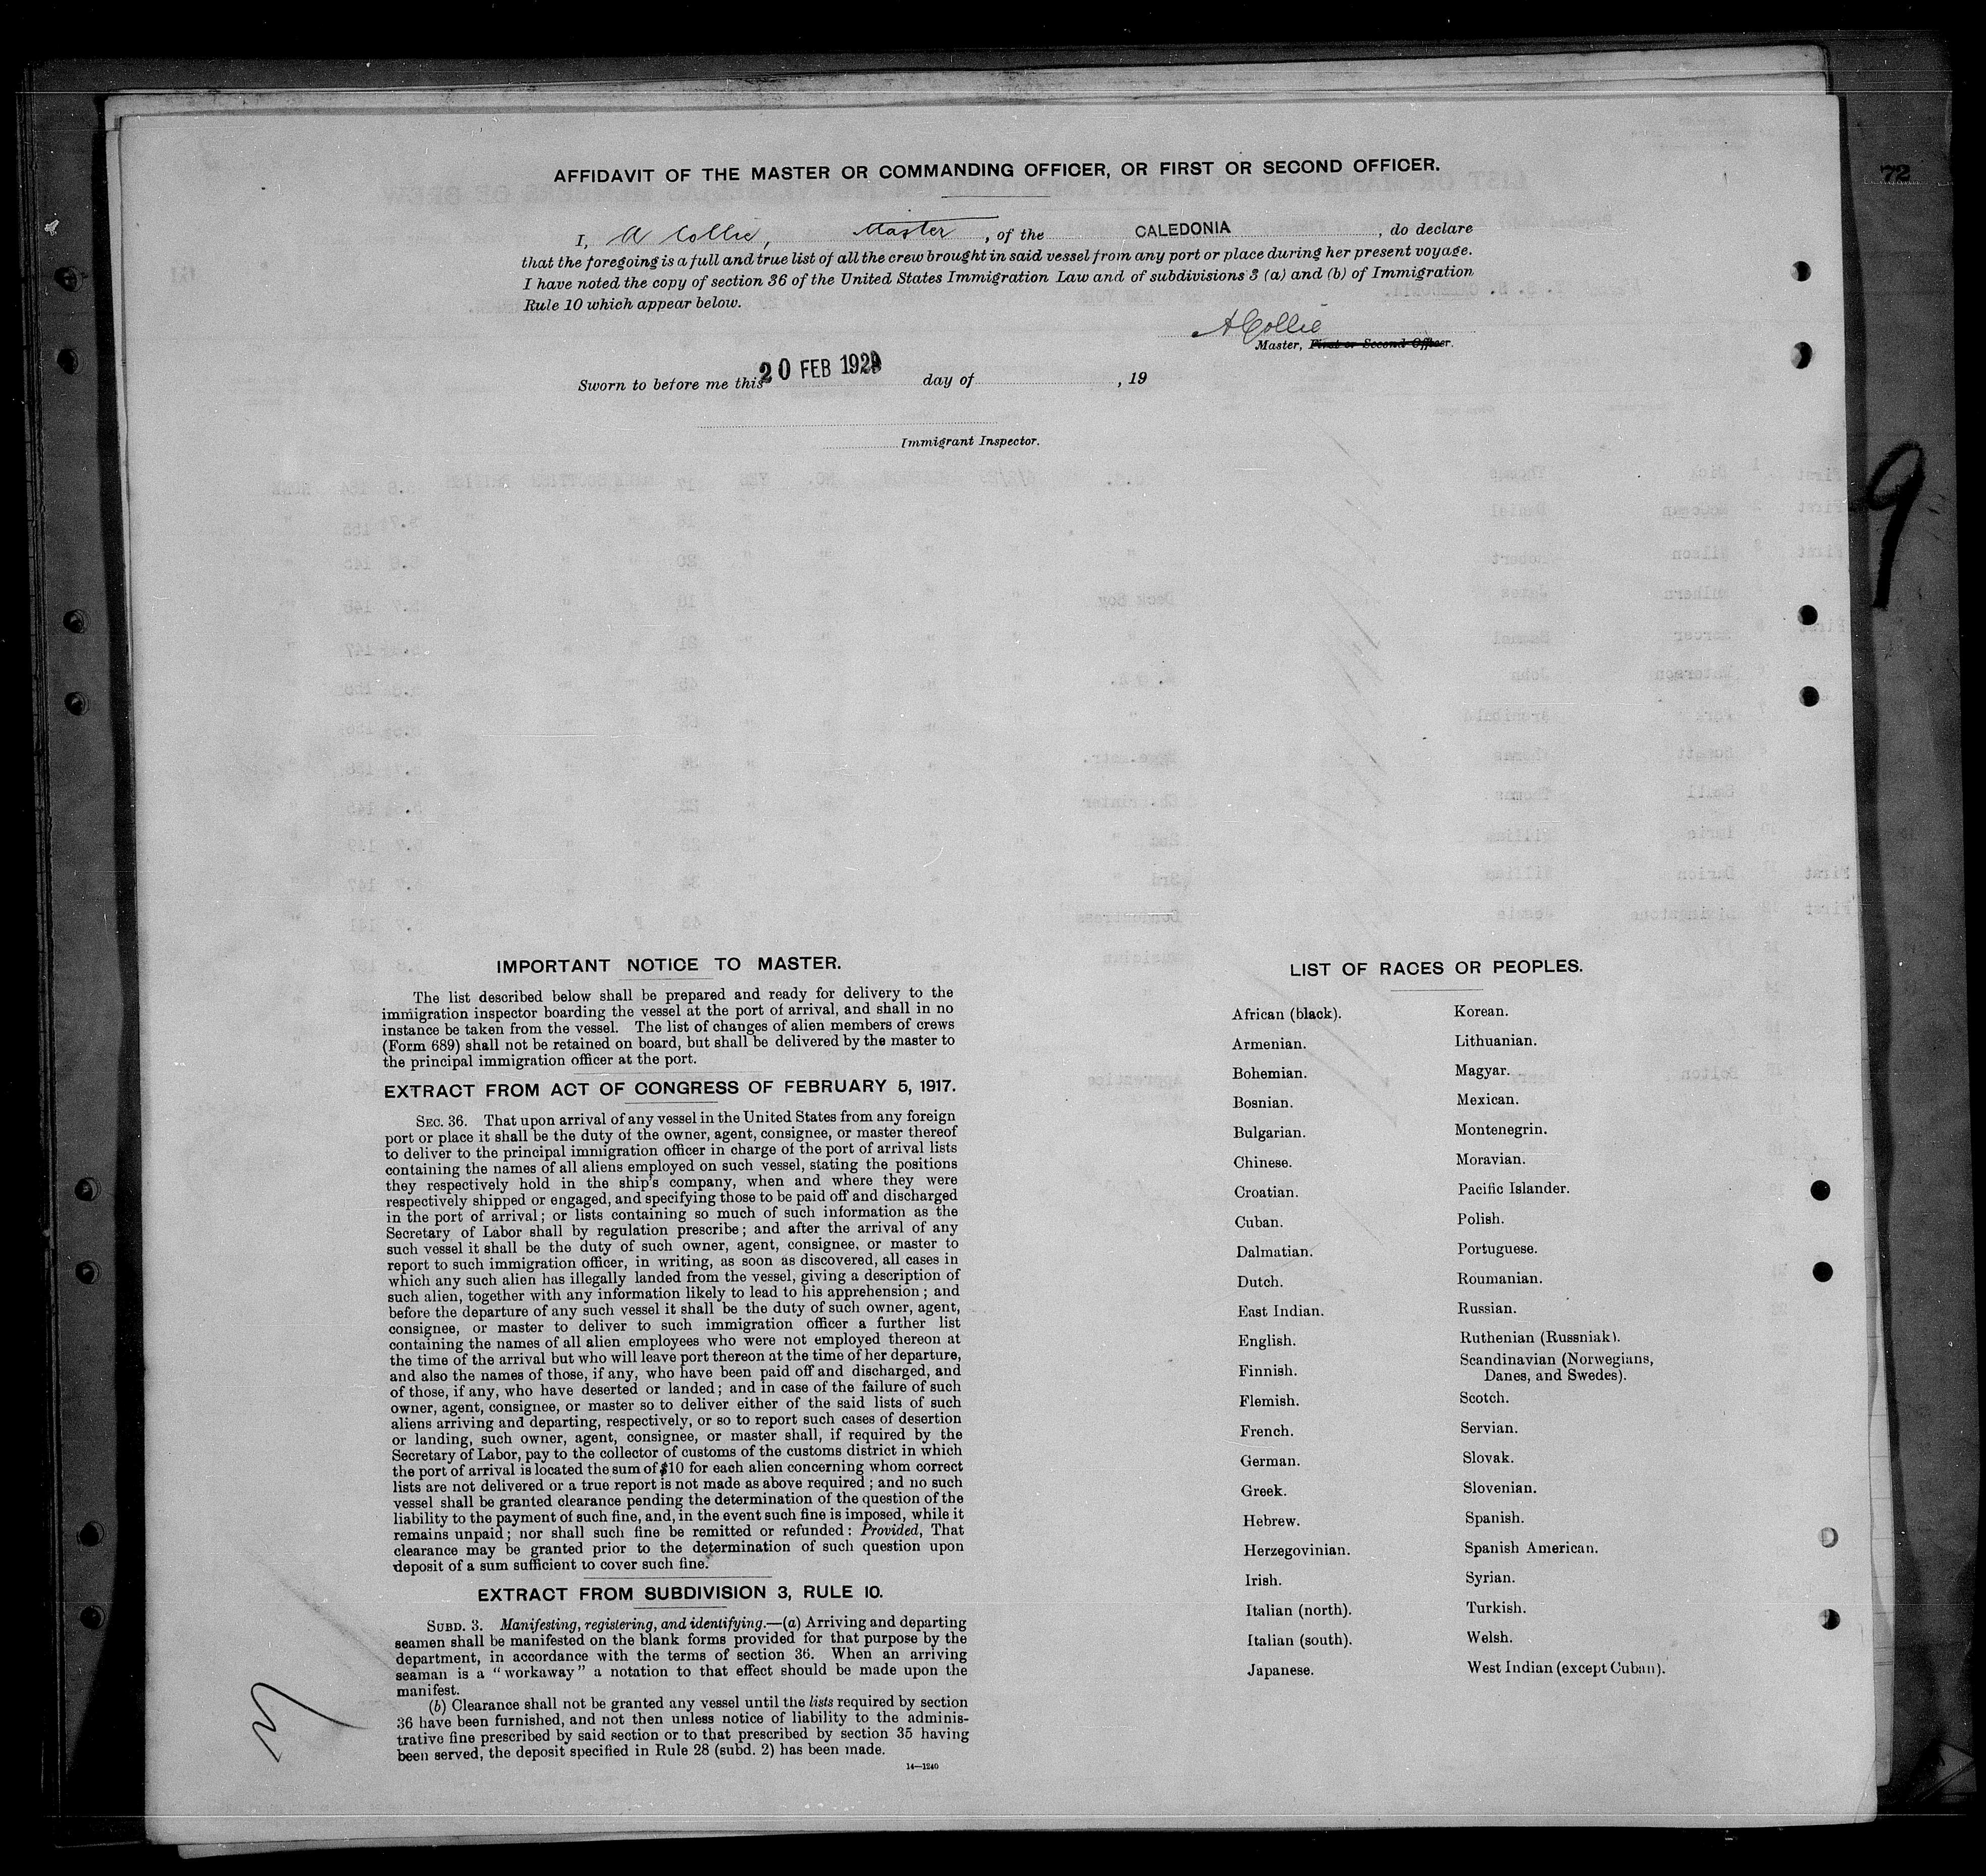 72
AFFIDAVIT OF THE MASTER OR COMMANDING OFFICER, OR FIRST OR SECOND OFFICER.
I, A Collie, Master, of the CALEDONIA, do declare
that the foregoing is a full and true list of all the crew brought in said vessel from any port or place during her present voyage.
I have noted the copy of section 36 of the United States Immigration Law and of subdivisions 3 (a) and (b) of Immigration
Rule 10 which appear below.
A Collie
Master, First or Second Officer.
Sworn to before me this 20 FEB 1929 day of , 19
Immigrant Inspector.
9
IMPORTANT NOTICE TO MASTER.
The list described below shall be prepared and ready for delivery to the
immigration inspector boarding the vessel at the port of arrival, and shall in no
instance be taken from the vessel. The list of changes of alien members of crews
(Form 689) shall not be retained on board, but shall be delivered by the master to
the principal immigration officer at the port.
EXTRACT FROM ACT OF CONGRESS OF FEBRUARY 5, 1917.
SEC. 36. That upon arrival of any vessel in the United States from any foreign
port or place it shall be the duty of the owner, agent, consignee, or master thereof
to deliver to the principal immigration officer in charge of the port of arrival lists
containing the names of all aliens employed on such vessel, stating the positions
they respectively hold in the ship's company, when and where they were
respectively shipped or engaged, and specifying those to be paid off and discharged
in the port of arrival; or lists containing so much of such information as the
Secretary of Labor shall by regulation prescribe; and after the arrival of any
such vessel it shall be the duty of such owner, agent, consignee, or master to
report to such immigration officer, in writing, as soon as discovered, all cases in
which any such alien has illegally landed from the vessel, giving a description of
such alien, together with any information likely to lead to his apprehension; and
before the departure of any such vessel it shall be the duty of such owner, agent,
consignee, or master to deliver to such immigration officer a further list
containing the names of all alien employees who were not employed thereon at
the time of the arrival but who will leave port thereon at the time of her departure,
and also the names of those, if any, who have been paid off and discharged, and
of those, if any, who have deserted or landed; and in case of the failure of such
owner, agent, consignee, or master so to deliver either of the said lists of such
aliens arriving and departing, respectively, or so to report such cases of desertion
or landing, such owner, agent, consignee, or master shall, if required by the
Secretary of Labor, pay to the collector of customs of the customs district in which
the port of arrival is located the sum of $10 for each alien concerning whom correct
lists are not delivered or a true report is not made as above required; and no such
vessel shall be granted clearance pending the determination of the question of the
liability to the payment of such fine, and, in the event such fine is imposed, while it
remains unpaid; nor shall such fine be remitted or refunded: Provided, That
clearance may be granted prior to the determination of such question upon
deposit of a sum sufficient to cover such fine.
EXTRACT FROM SUBDIVISION 3, RULE 10.
SUBD. 3. Manifesting, registering, and identifying.—(a) Arriving and departing
seamen shall be manifested on the blank forms provided for that purpose by the
department, in accordance with the terms of section 36. When an arriving
seaman is a "workaway" a notation to that effect should be made upon the
manifest.
(b) Clearance shall not be granted any vessel until the lists required by section
36 have been furnished, and not then unless notice of liability to the adminis-
trative fine prescribed by said section or to that prescribed by section 35 having
been served, the deposit specified in Rule 28 (subd. 2) has been made.
14—1240
LIST OF RACES OR PEOPLES.
African (black).
Armenian.
Bohemian.
Bosnian.
Bulgarian.
Chinese.
Croatian.
Cuban.
Dalmatian.
Dutch.
East Indian.
English.
Finnish.
Flemish.
French.
German.
Greek.
Hebrew.
Herzegovinian.
Irish.
Italian (north).
Italian (south).
Japanese.
Korean.
Lithuanian.
Magyar.
Mexican.
Montenegrin.
Moravian.
Pacific Islander.
Polish.
Portuguese.
Roumanian.
Russian.
Ruthenian (Russniak).
Scandinavian (Norwegians,
Danes, and Swedes).
Scotch.
Servian.
Slovak.
Slovenian.
Spanish.
Spanish American.
Syrian.
Turkish.
Welsh.
West Indian (except Cuban).